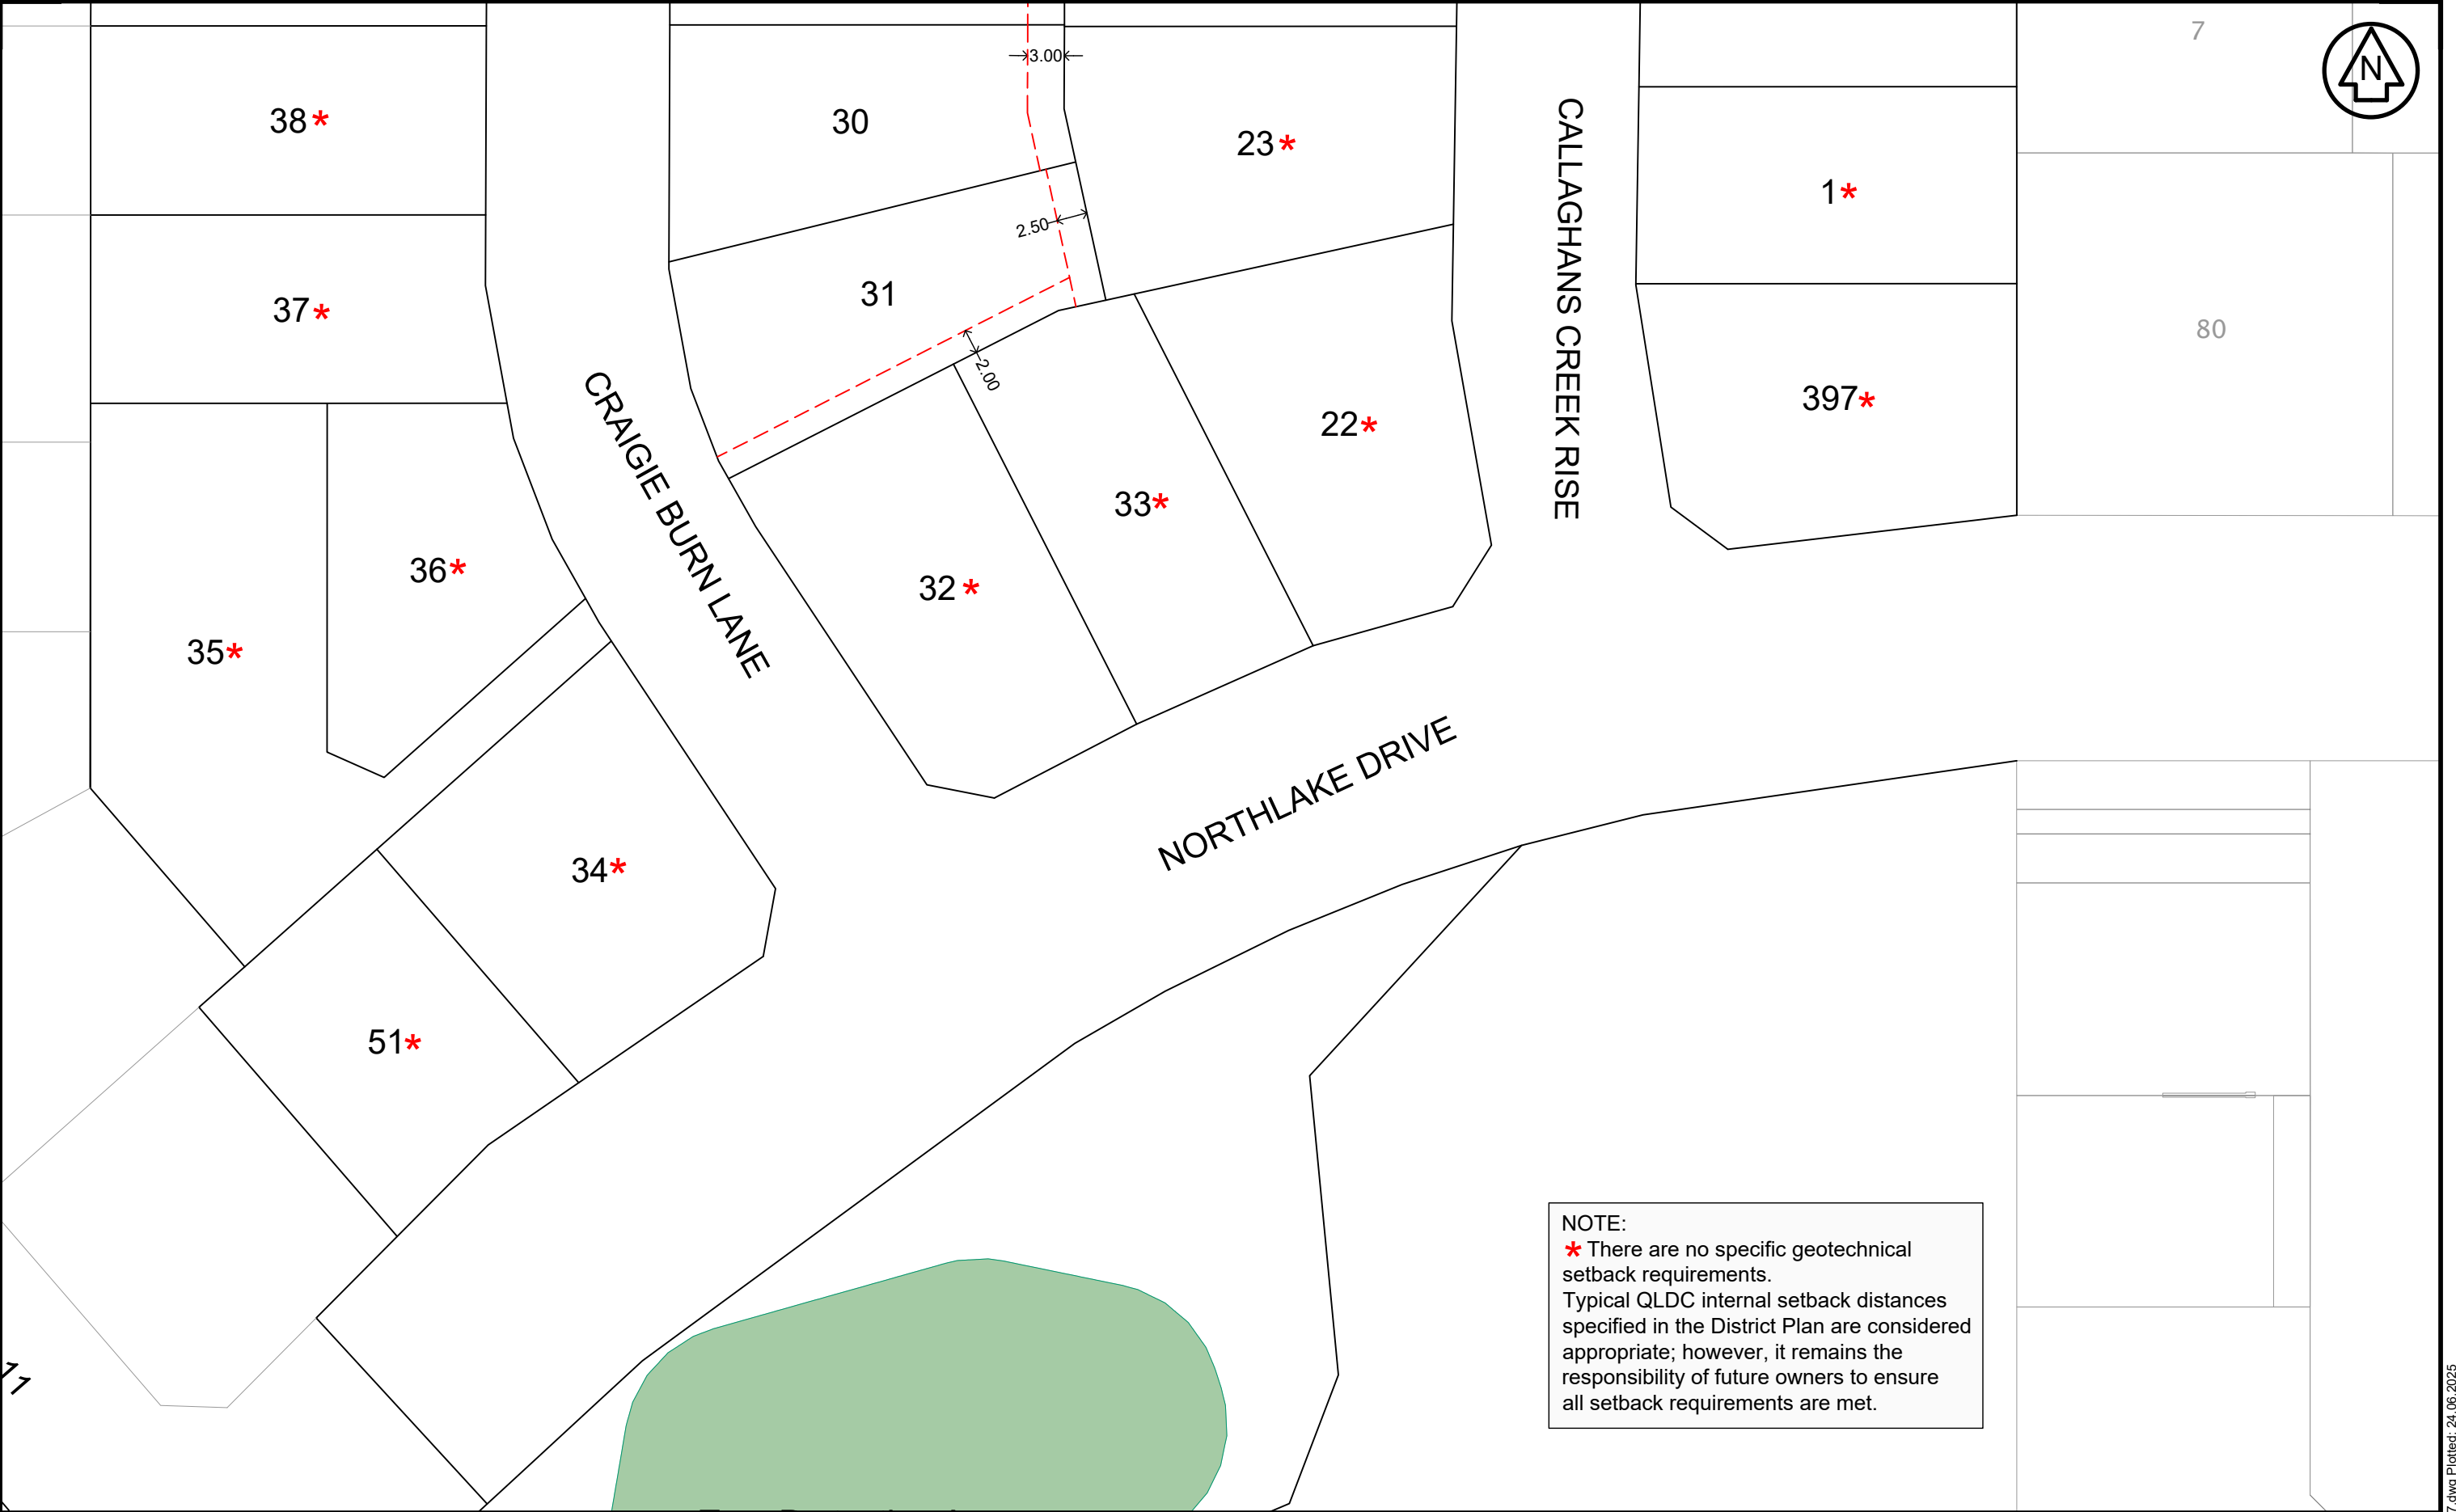 7
N
3.00
38*
30
23*
1*
2.50
37*
31
80
2.00
397*
22*
CALLAGHANS CREEK RISE
CRAIGIE BURN LANE
33*
36*
32*
35*
NORTHLAKE DRIVE
34*
51*
NOTE:
* There are no specific geotechnical
setback requirements.
Typical QLDC internal setback distances
specified in the District Plan are considered
appropriate; however, it remains the
responsibility of future owners to ensure
all setback requirements are met.
7.dwg Plotted: 24.06.2025